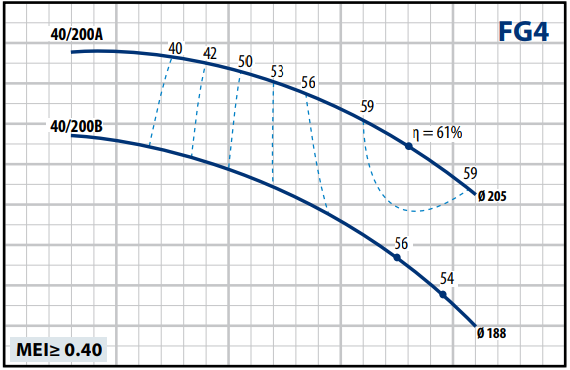 FG4
40/200A
40
42
50
53
56
59
η = 61%
40/200B
59
Ø 205
56
54
Ø 188
MEI≥ 0.40